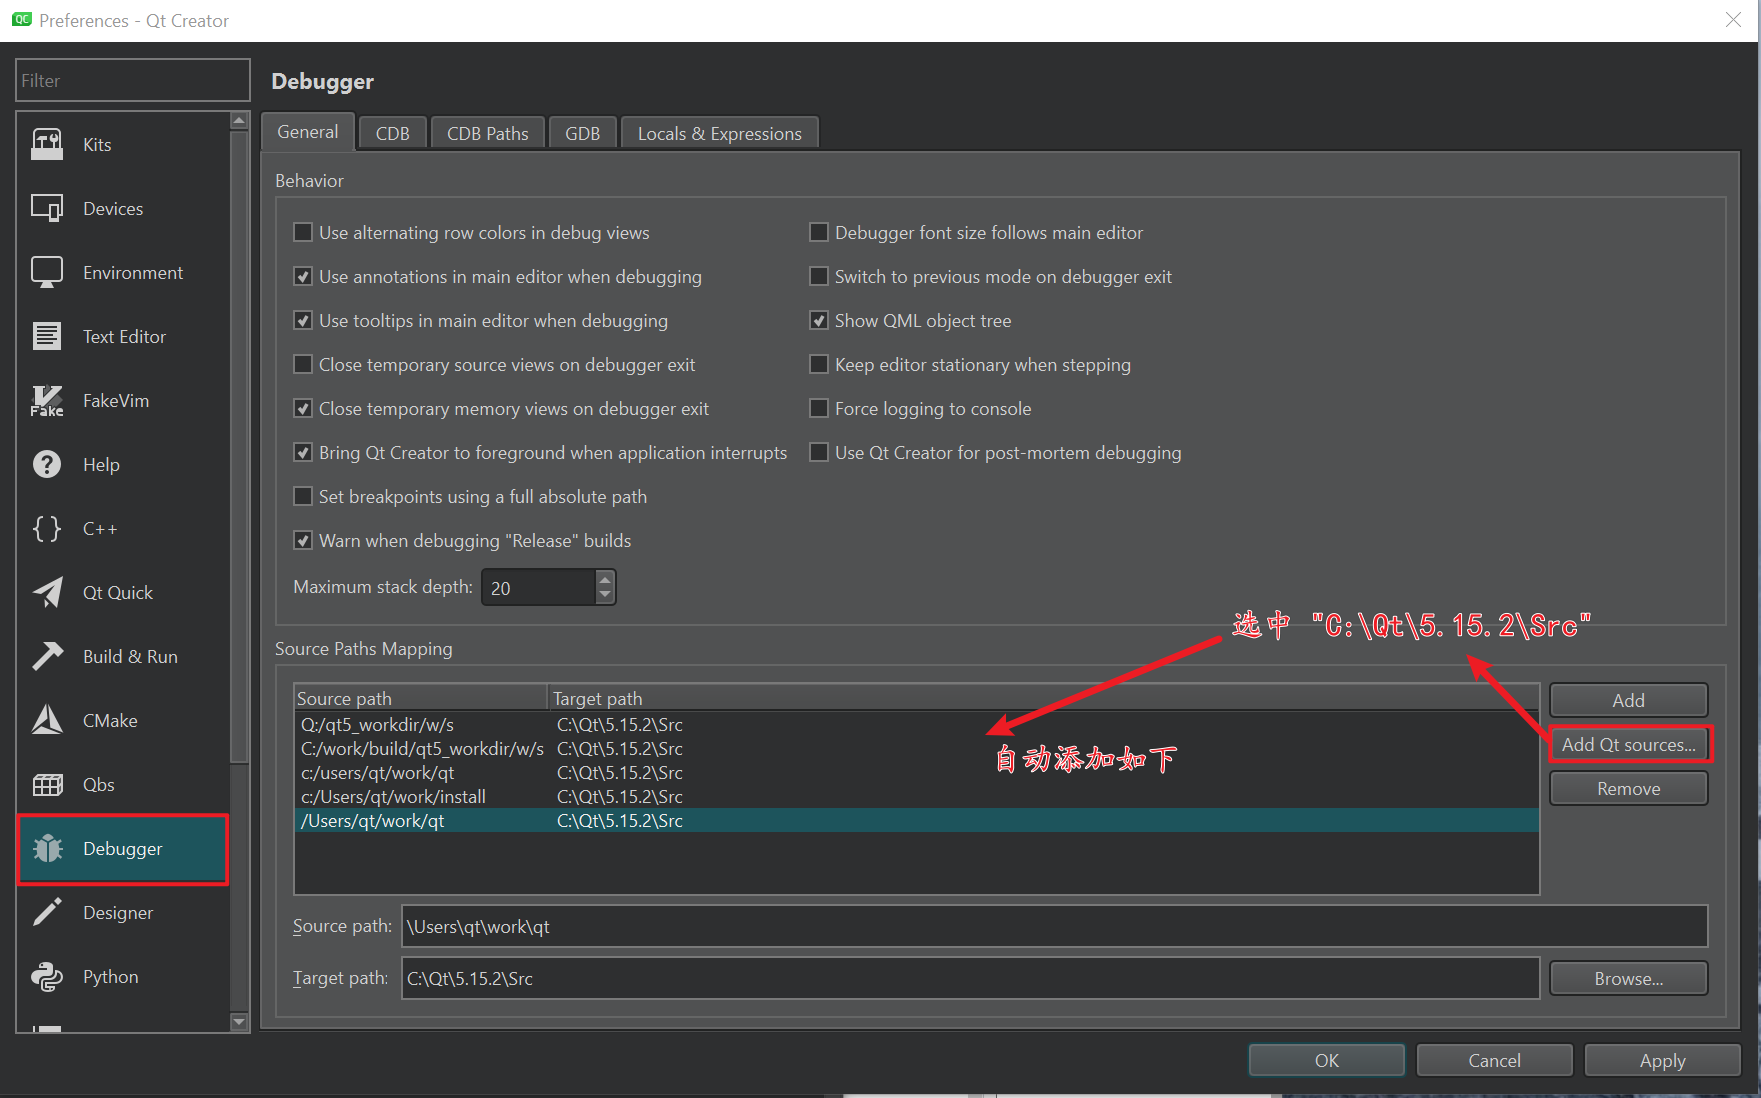 QC Preferences - Qt Creator
Filter
Kits
Devices
Environment
Text Editor
Fake
FakeVim
Help
C++
Qt Quick
Build & Run
CMake
Qbs
Debugger
Designer
Python
Debugger
General
CDB
CDB Paths
GDB
Locals & Expressions
Behavior
Use alternating row colors in debug views
Debugger font size follows main editor
Use annotations in main editor when debugging
Switch to previous mode on debugger exit
Use tooltips in main editor when debugging
Show QML object tree
Close temporary source views on debugger exit
Keep editor stationary when stepping
Close temporary memory views on debugger exit
Force logging to console
Bring Qt Creator to foreground when application interrupts
Use Qt Creator for post-mortem debugging
Set breakpoints using a full absolute path
Warn when debugging "Release" builds
Maximum stack depth: 20
选中 "C:\Qt\5.15.2\Src"
Source Paths Mapping
Source path Target path
Q:/qt5_workdir/w/s C:\Qt\5.15.2\Src
C:/work/build/qt5_workdir/w/s C:\Qt\5.15.2\Src
c:/users/qt/work/qt C:\Qt\5.15.2\Src
c:/Users/qt/work/install C:\Qt\5.15.2\Src
/Users/qt/work/qt C:\Qt\5.15.2\Src
自动添加如下
Add
Add Qt sources...
Remove
Source path: \Users\qt\work\qt
Target path: C:\Qt\5.15.2\Src
Browse...
OK
Cancel
Apply